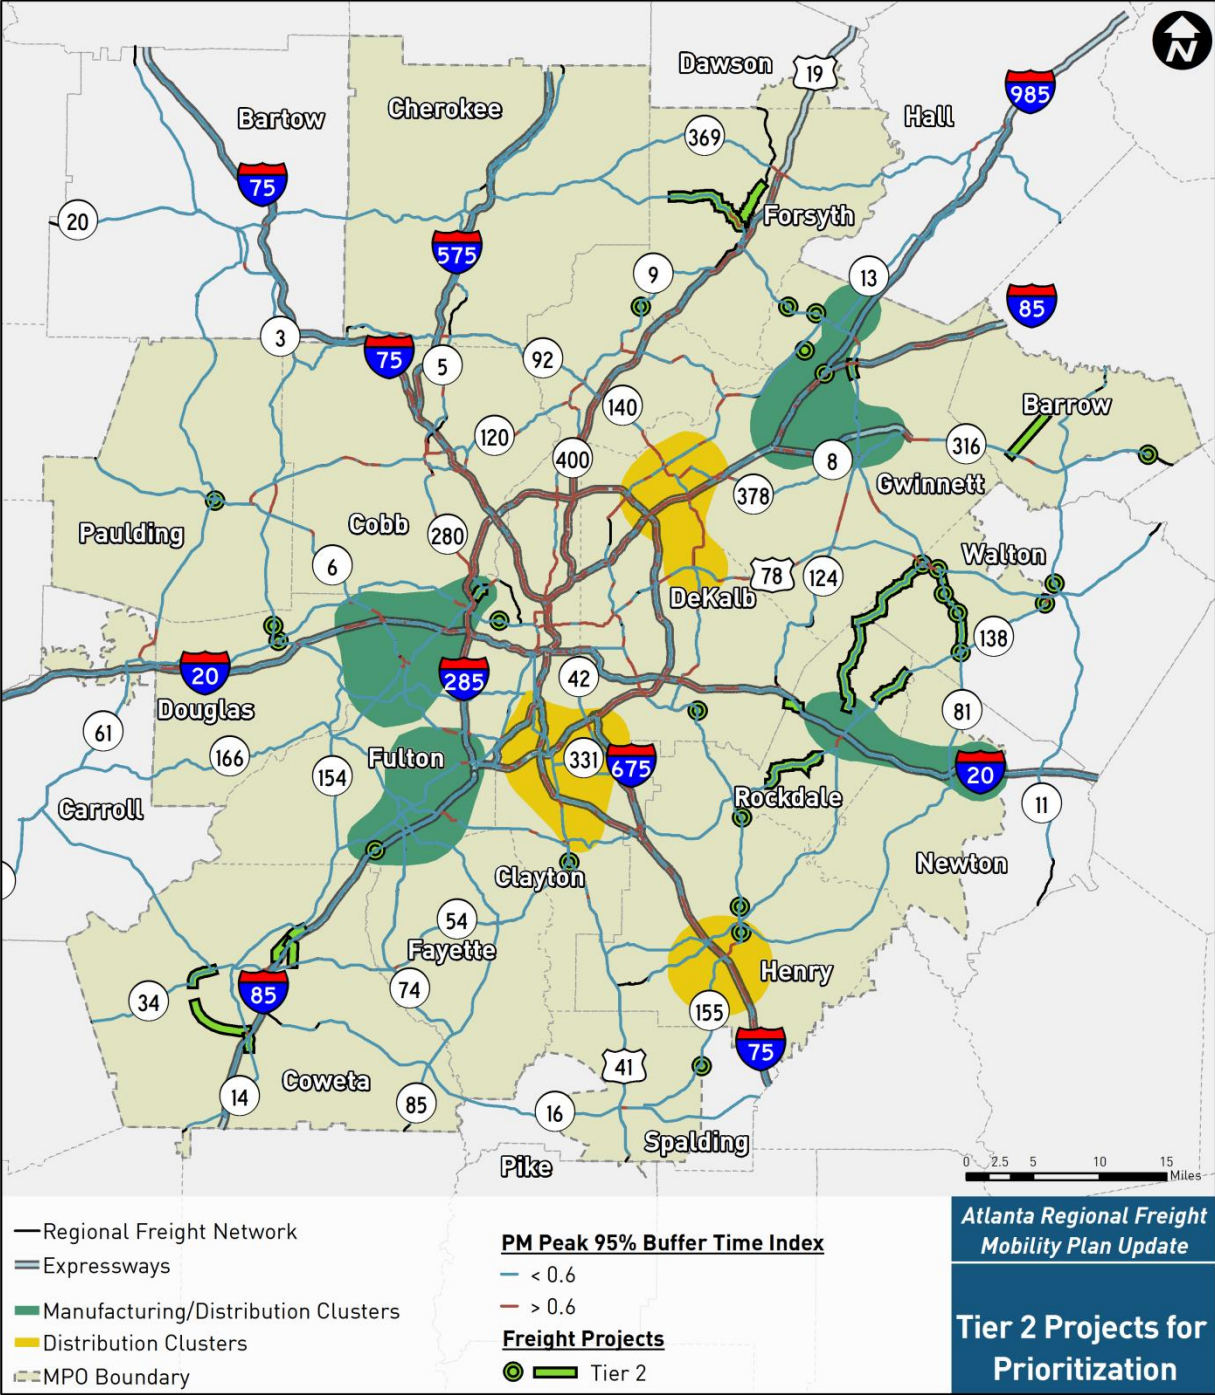 N
Dawson
19
985
Bartow
Cherokee
Hall
369
75
20
Forsyth
575
9
13
85
3
75
5
92
140
Barrow
120
400
8
316
378
Gwinnett
Paulding
Cobb
280
6
Walton
78
124
DeKalb
138
20
285
42
Douglas
81
61
166
Fulton
331
675
154
20
Rockdale
Carroll
11
Newton
Clayton
54
Fayette
Henry
34
85
74
155
75
41
Coweta
14
85
16
Spalding
Pike
0 2.5 5 10 15
Miles
Regional Freight Network
Expressways
Manufacturing/Distribution Clusters
Distribution Clusters
MPO Boundary
PM Peak 95% Buffer Time Index
< 0.6
> 0.6
Freight Projects
Tier 2
Atlanta Regional Freight
Mobility Plan Update
Tier 2 Projects for
Prioritization